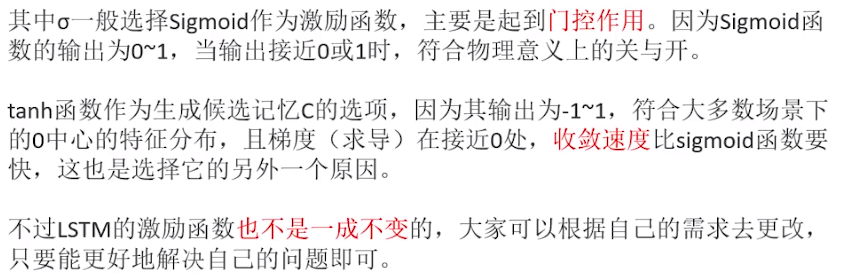 其中σ一般选择Sigmoid作为激励函数，主要是起到门控作用。因为Sigmoid函
数的输出为0~1，当输出接近0或1时，符合物理意义上的关与开。
tanh函数作为生成候选记忆C的选项，因为其输出为-1~1，符合大多数场景下
的0中心的特征分布，且梯度（求导）在接近0处，收敛速度比sigmoid函数要
快，这也是选择它的另外一个原因。
不过LSTM的激励函数也不是一成不变的，大家可以根据自己的需求去更改，
只要能更好地解决自己的问题即可。